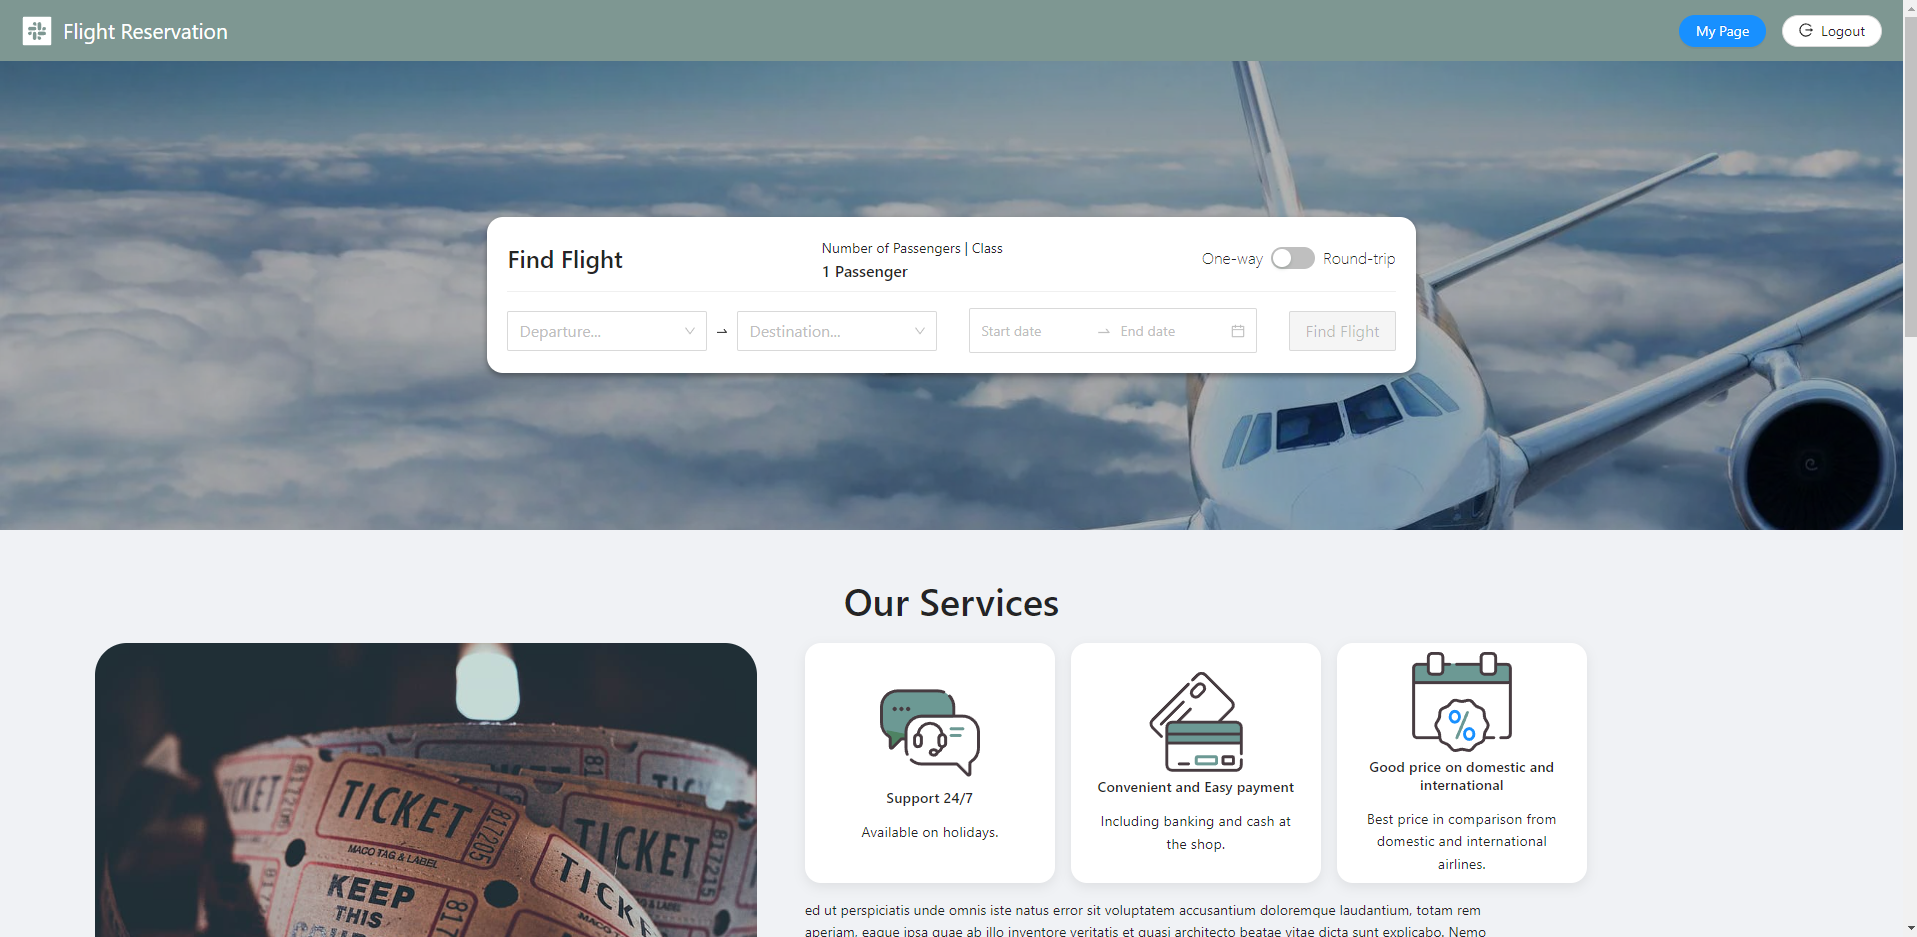 Flight Reservation
My Page
Logout
Find Flight
Number of Passengers | Class
1 Passenger
One-way
Round-trip
Departure...
Destination...
Start date
End date
Find Flight
Our Services
TICKET
817205
MACO TAG & LABEL
KEEP
THIS
817
TICKET
817215
TICKET
Support 24/7
Available on holidays.
Convenient and Easy payment
Including banking and cash at
the shop.
%
Good price on domestic and
international
Best price in comparison from
domestic and international
airlines.
ed ut perspiciatis unde omnis iste natus error sit voluptatem accusantium doloremque laudantium, totam rem
aperiam, eaque ipsa quae ab illo inventore veritatis et quasi architecto beatae vitae dicta sunt explicabo. Nemo